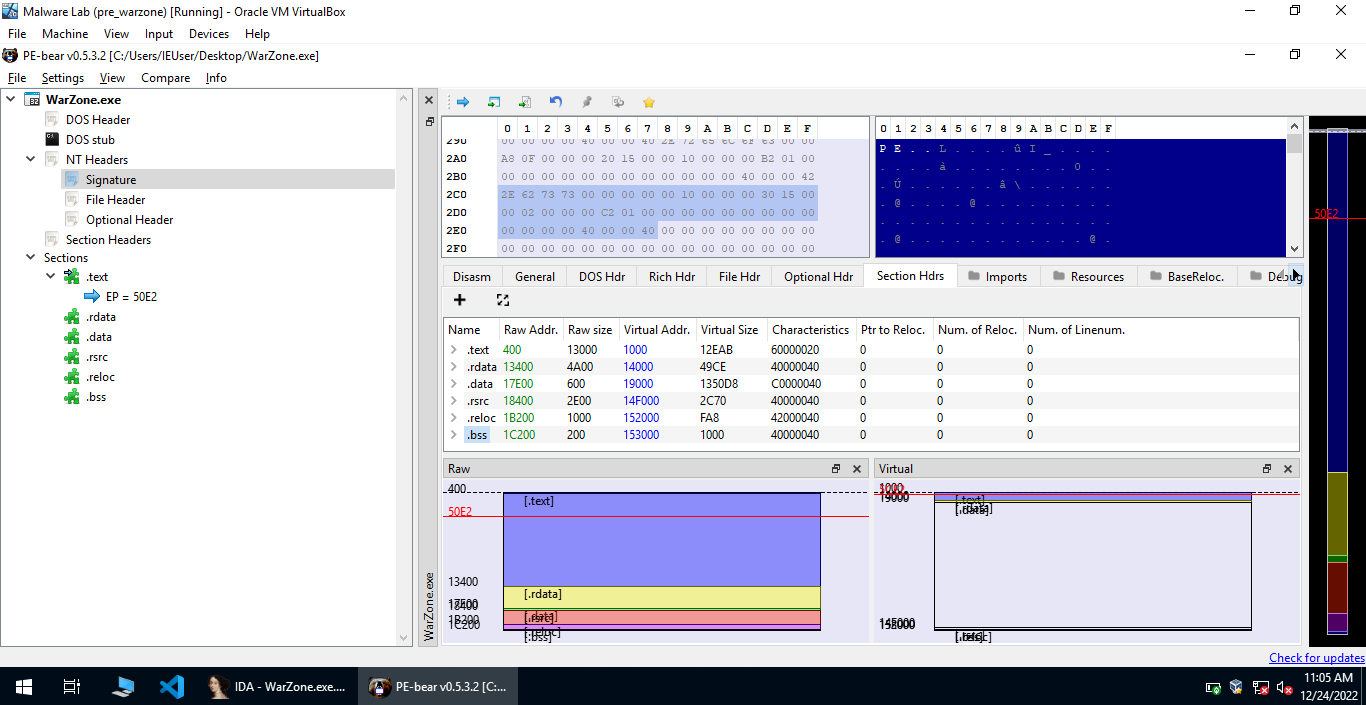 Malware Lab (pre_warzone) [Running] - Oracle VM VirtualBox
File Machine View Input Devices Help
PE-bear v0.5.3.2 [C:/Users/IEUser/Desktop/WarZone.exe]
File Settings View Compare Info
WarZone.exe
DOS Header
DOS stub
NT Headers
Signature
File Header
Optional Header
Section Headers
Sections
.text
EP = 50E2
.rdata
.data
.rsrc
.reloc
.bss
WarZone.exe
0 1 2 3 4 5 6 7 8 9 A B C D E F
290 00 00 00 00 40 00 00 40 2E 72 65 6C 6F 63 00 00
2A0 A8 0F 00 00 00 20 15 00 00 10 00 00 00 B2 01 00
2B0 00 00 00 00 00 00 00 00 00 00 00 00 40 00 00 42
2C0 2E 62 73 73 00 00 00 00 00 10 00 00 00 30 15 00
2D0 00 02 00 00 00 C2 01 00 00 00 00 00 00 00 00 00
2E0 00 00 00 00 40 00 00 40 00 00 00 00 00 00 00 00
2F0 00 00 00 00 00 00 00 00 00 00 00 00 00 00 00 00
0 1 2 3 4 5 6 7 8 9 A B C D E F
P E . . L . . . . û I _ . . . .
. . . . à . . . . . . . . O . .
. Ú . . . . . . â \ . . . . . .
. @ . . . . @ . . . . . . . . .
. . . . . . . . . . . . . . . .
. @ . . . . . . . . . . . . @ .
Disasm General DOS Hdr Rich Hdr File Hdr Optional Hdr Section Hdrs Imports Resources BaseReloc. Debug
Name Raw Addr. Raw size Virtual Addr. Virtual Size Characteristics Ptr to Reloc. Num. of Reloc. Num. of Linenum.
.text 400 13000 1000 12EAB 60000020 0 0 0
.rdata 13400 4A00 14000 49CE 40000040 0 0 0
.data 17E00 600 19000 1350D8 C0000040 0 0 0
.rsrc 18400 2E00 14F000 2C70 40000040 0 0 0
.reloc 1B200 1000 152000 FA8 42000040 0 0 0
.bss 1C200 200 153000 1000 40000040 0 0 0
Raw
400
[.text]
50E2
13400
[.rdata]
17E00
18400
[.data]
[.rsrc]
1B200
1C200
[.reloc]
[.bss]
Virtual
1000
19000
[.text]
[.rdata]
[.data]
50E2
Check for updates
IDA - WarZone.exe....
PE-bear v0.5.3.2 [C:...
11:05 AM
12/24/2022